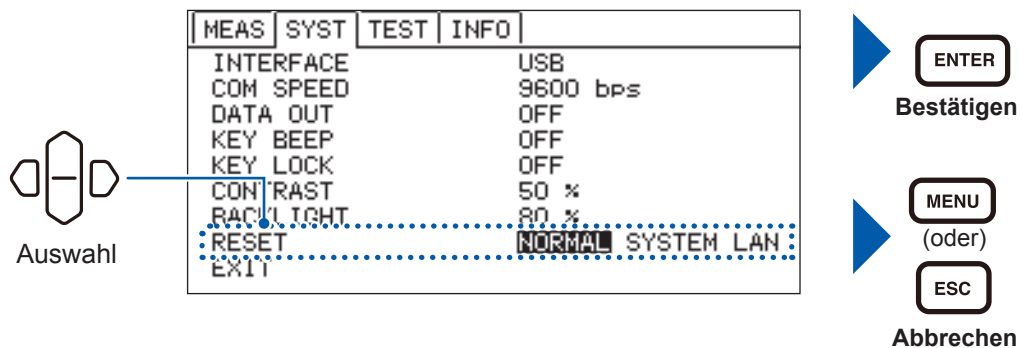 MEAS SYST TEST INFO
INTERFACE USB
COM SPEED 9600 bps
DATA OUT OFF
KEY BEEP OFF
KEY LOCK OFF
CONTRAST 50 %
BACKLIGHT 80 %
RESET NORMAL SYSTEM LAN
EXIT
Auswahl
ENTER
Bestätigen
MENU
(oder)
ESC
Abbrechen